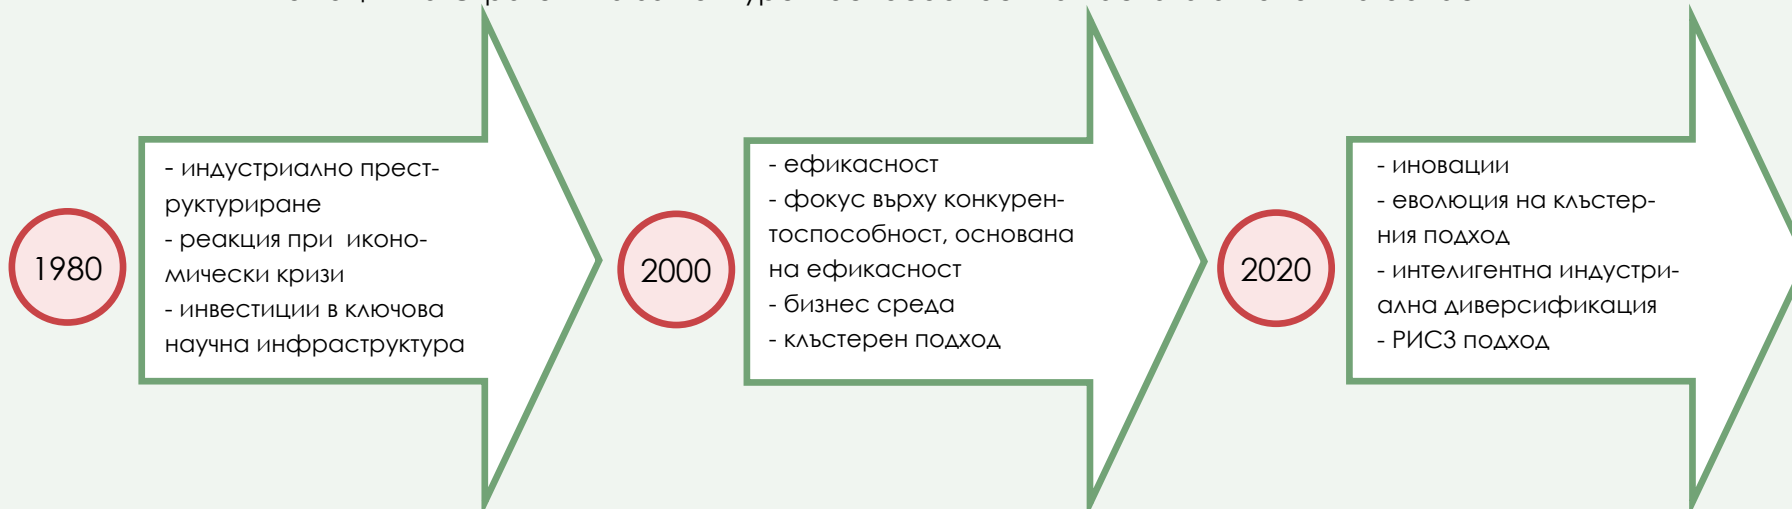 1980
- индустриално прест-
руктуриране
- реакция при иконо-
мически кризи
- инвестиции в ключова
научна инфраструктура
2000
- ефикасност
- фокус върху конкурен-
тоспособност, основана
на ефикасност
- бизнес среда
- клъстерен подход
2020
- иновации
- еволюция на клъстер-
ния подход
- интелигентна индустри-
ална диверсификация
- РИС3 подход